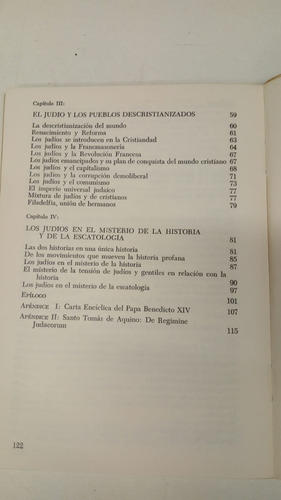 Capítulo III:
EL JUDIO Y LOS PUEBLOS DESCRISTIANIZADOS 59
La descristianización del mundo 60
Renacimiento y Reforma 61
Los judíos se introducen en la Cristiandad 63
Los judíos y la Francmasonería 64
Los judíos y la Revolución Francesa 67
Los judíos emancipados y su plan de conquista del mundo cristiano 67
Los judíos y el capitalismo 68
Los judíos y la corrupción demoliberal 71
Los judíos y el comunismo 73
El imperio universal judaico 77
Mixtura de judíos y de cristianos 77
Filadelfia, unión de hermanos 79
Capítulo IV:
LOS JUDIOS EN EL MISTERIO DE LA HISTORIA
Y DE LA ESCATOLOGIA 81
Las dos historias en una única historia 81
De los movimientos que mueven la historia profana 85
Los judíos en el misterio de la historia 87
El misterio de la tensión de judíos y gentiles en relación con la
historia 90
Los judíos en el misterio de la escatología 97
EPÍLOGO 101
APÉNDICE I: Carta Encíclica del Papa Benedicto XIV 107
APÉNDICE II: Santo Tomás de Aquino: De Regimine
Judaeorum 115
122